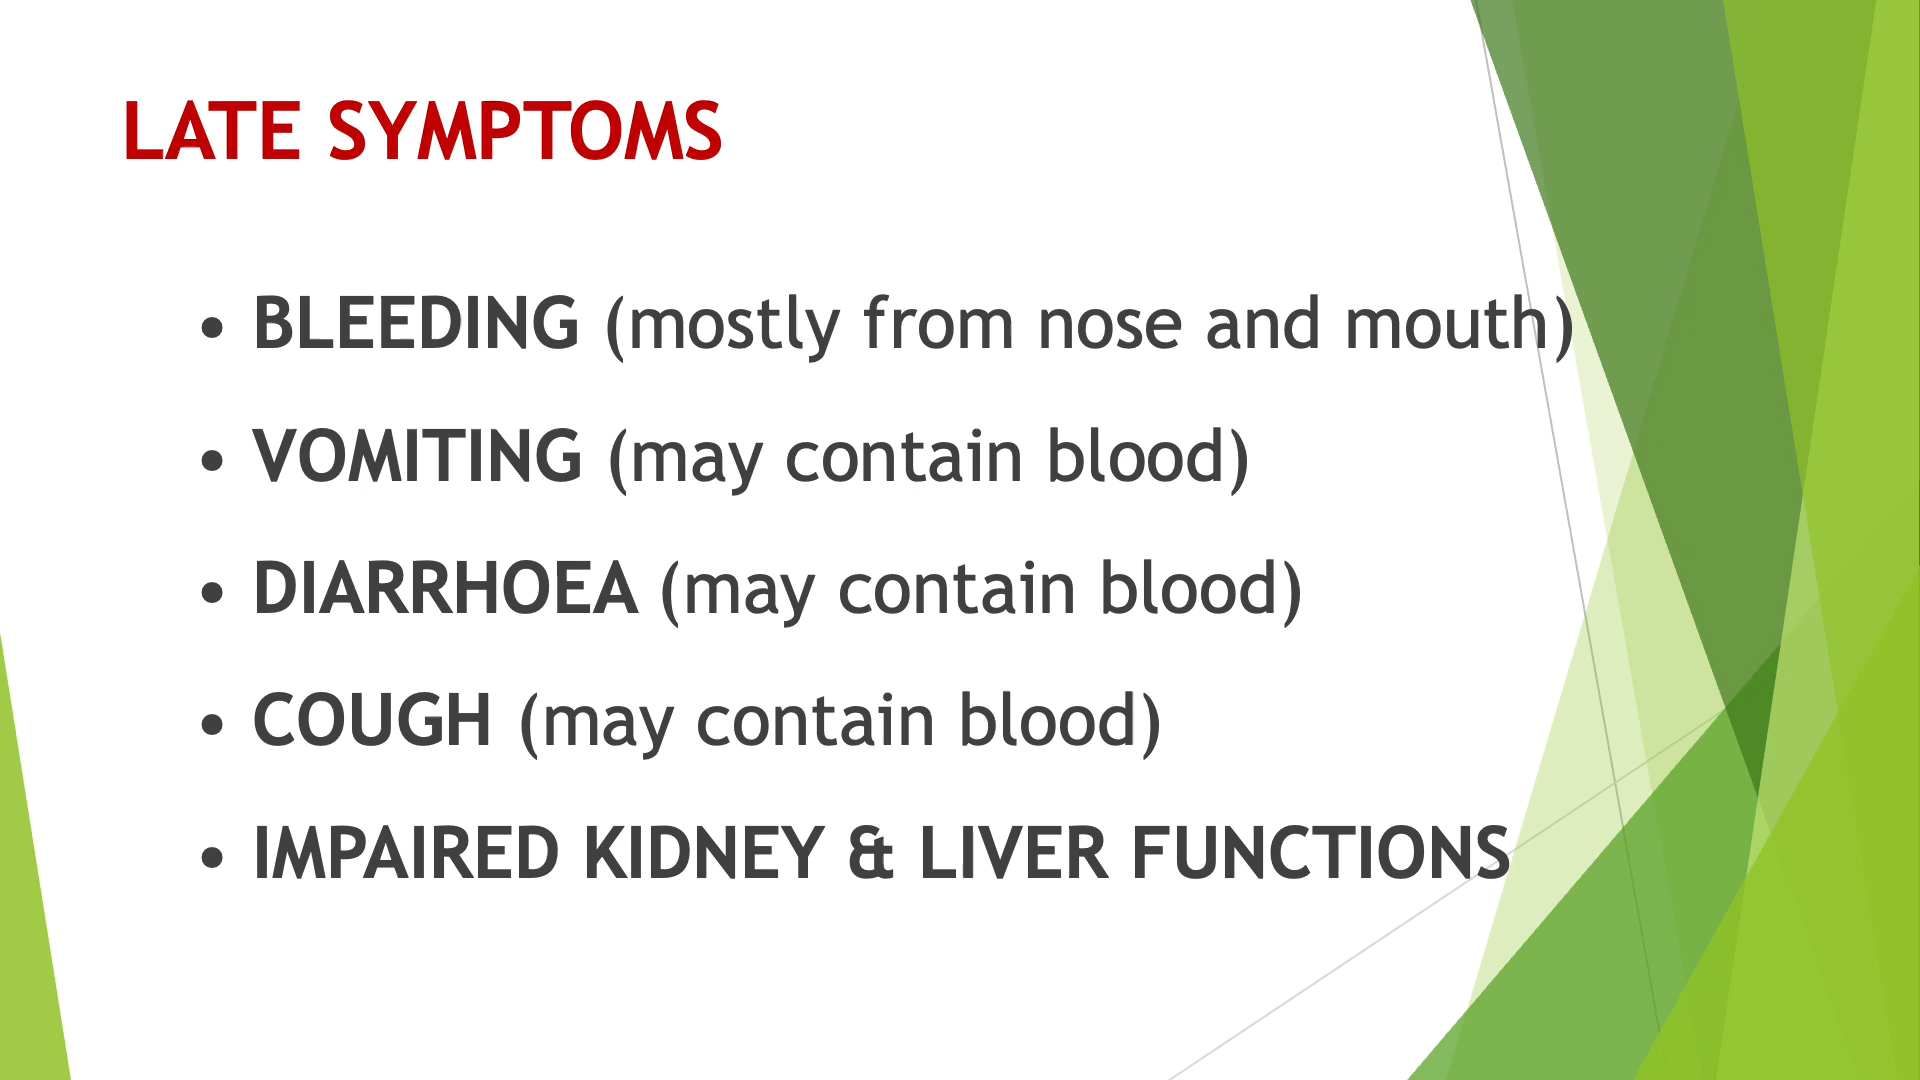 LATE SYMPTOMS
• BLEEDING (mostly from nose and mouth)
• VOMITING (may contain blood)
• DIARRHOEA (may contain blood)
• COUGH (may contain blood)
• IMPAIRED KIDNEY & LIVER FUNCTIONS